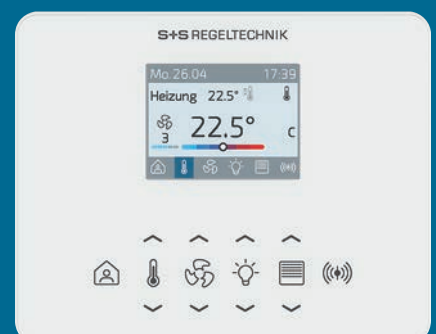 S+S REGELTECHNIK
Mo.26.04 17:39
Heizung 22.5°
22.5° C
3